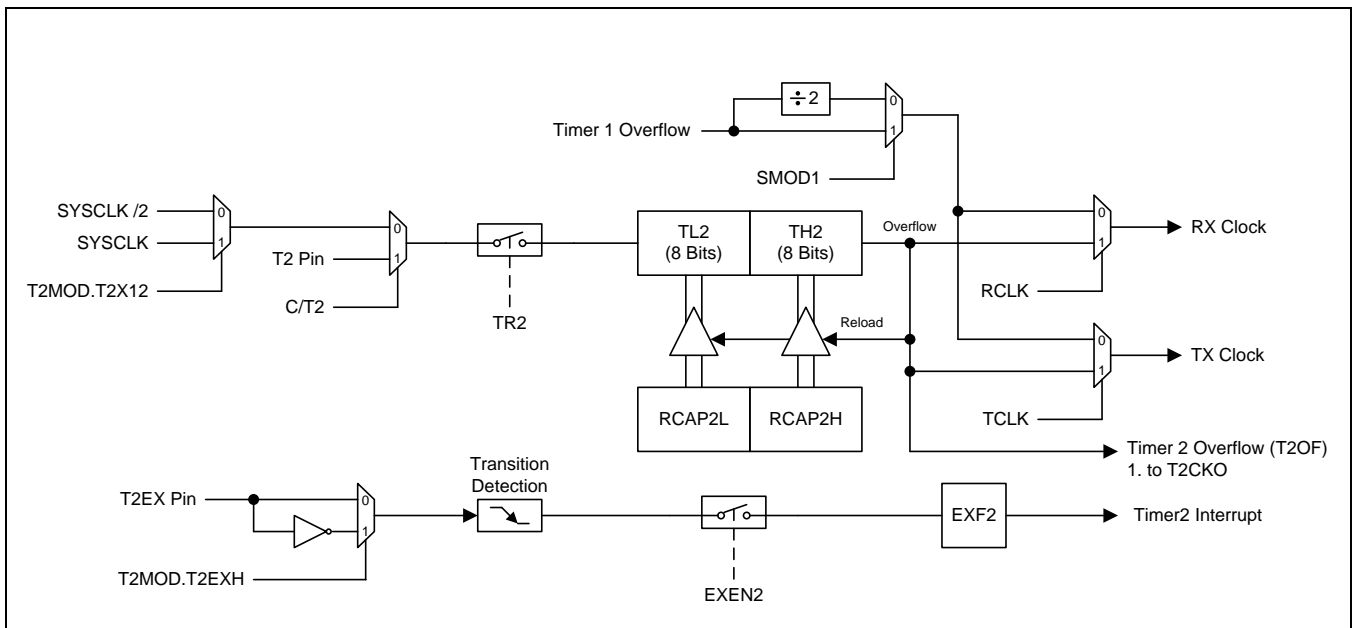 ÷2
0
1
Timer 1 Overflow
SMOD1
SYSCLK /2
SYSCLK
0
1
T2MOD.T2X12
T2 Pin
0
1
C/T2
TR2
TL2
(8 Bits)
TH2
(8 Bits)
Overflow
Reload
RCAP2L
RCAP2H
0
1
RX Clock
RCLK
0
1
TX Clock
TCLK
Timer 2 Overflow (T2OF)
1. to T2CKO
T2EX Pin
0
1
T2MOD.T2EXH
Transition
Detection
EXEN2
EXF2
Timer2 Interrupt